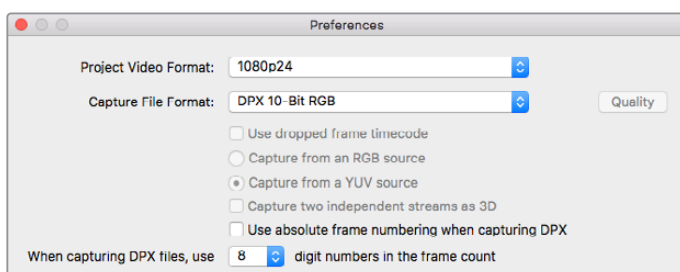 Preferences
Project Video Format: 1080p24
Capture File Format: DPX 10-Bit RGB Quality
Use dropped frame timecode
Capture from an RGB source
Capture from a YUV source
Capture two independent streams as 3D
Use absolute frame numbering when capturing DPX
When capturing DPX files, use 8 digit numbers in the frame count